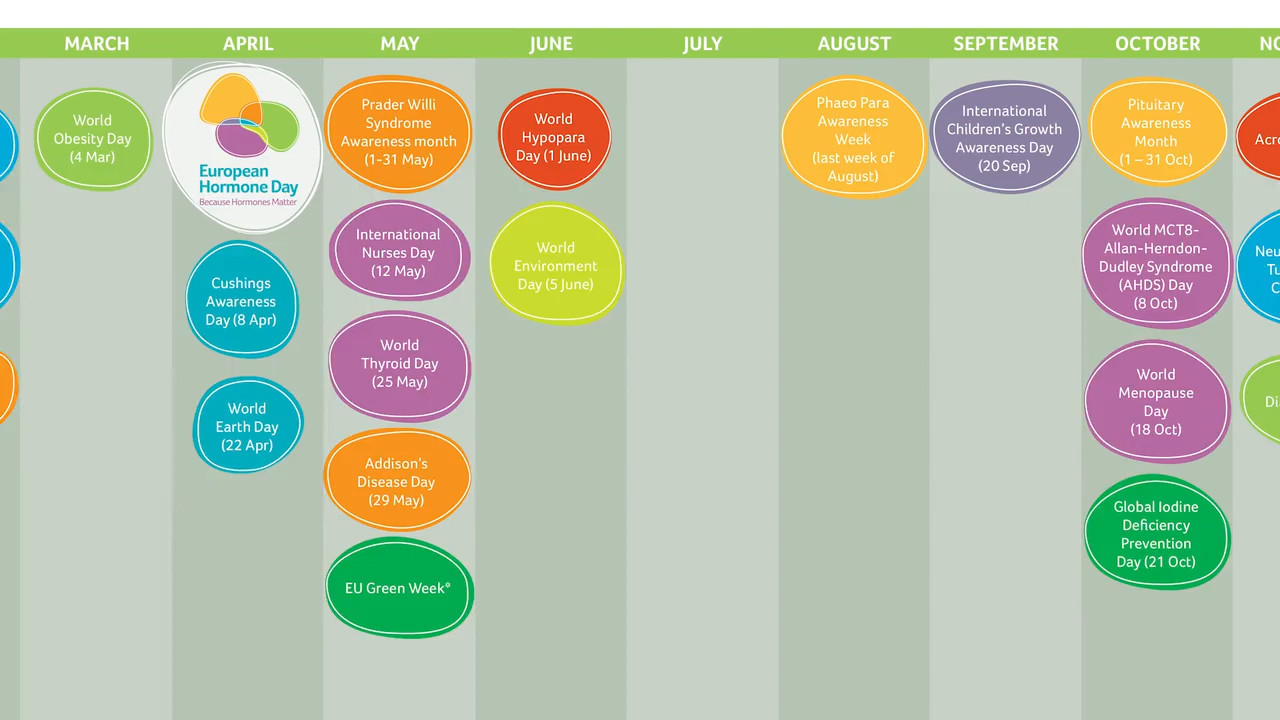 MARCH
APRIL
MAY
JUNE
JULY
AUGUST
SEPTEMBER
OCTOBER
World
Obesity Day
(4 Mar)
European
Hormone Day
Because Hormones Matter
Cushings
Awareness
Day (8 Apr)
World
Earth Day
(22 Apr)
Prader Willi
Syndrome
Awareness month
(1-31 May)
International
Nurses Day
(12 May)
World
Thyroid Day
(25 May)
Addison's
Disease Day
(29 May)
EU Green Week*
World
Hypopara
Day (1 June)
World
Environment
Day (5 June)
Phaeo Para
Awareness
Week
(last week of
August)
International
Children's Growth
Awareness Day
(20 Sep)
Pituitary
Awareness
Month
(1 – 31 Oct)
World MCT8-
Allan-Herndon-
Dudley Syndrome
(AHDS) Day
(8 Oct)
World
Menopause
Day
(18 Oct)
Global Iodine
Deficiency
Prevention
Day (21 Oct)